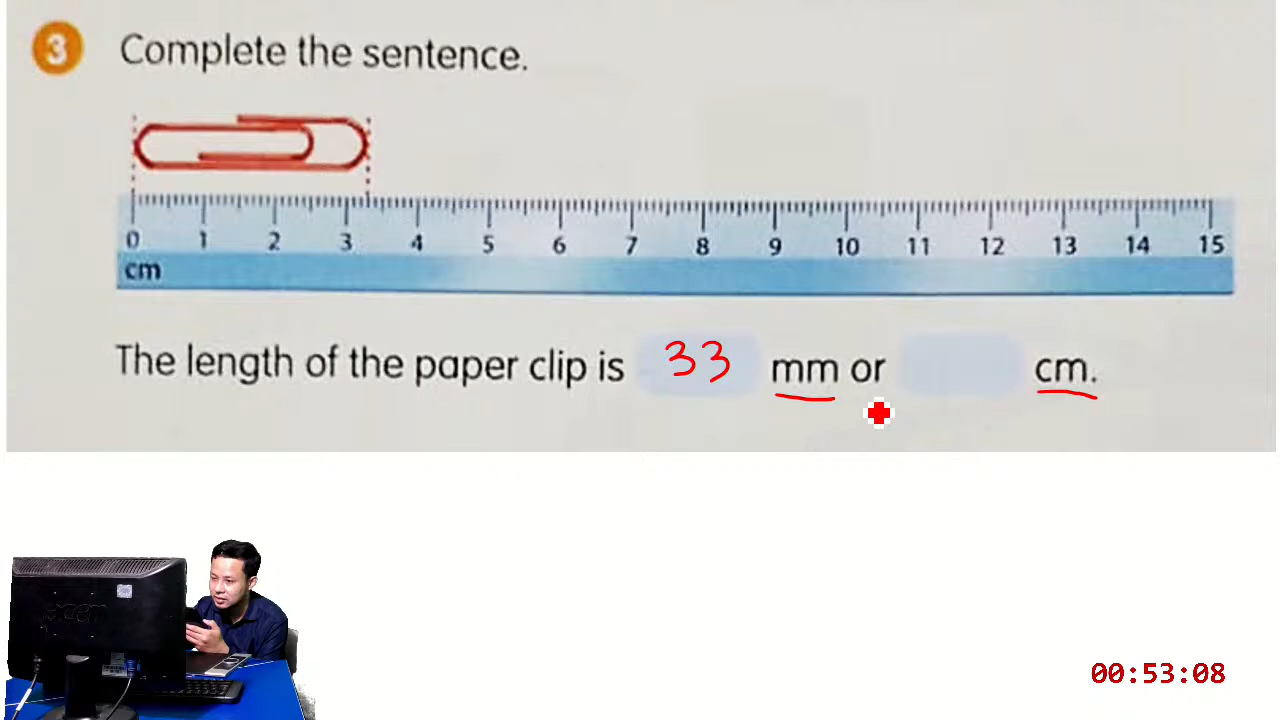 3 Complete the sentence.
0 1 2 3 4 5 6 7 8 9 10 11 12 13 14 15
cm
The length of the paper clip is 33 mm or cm.
acer
00:53:08